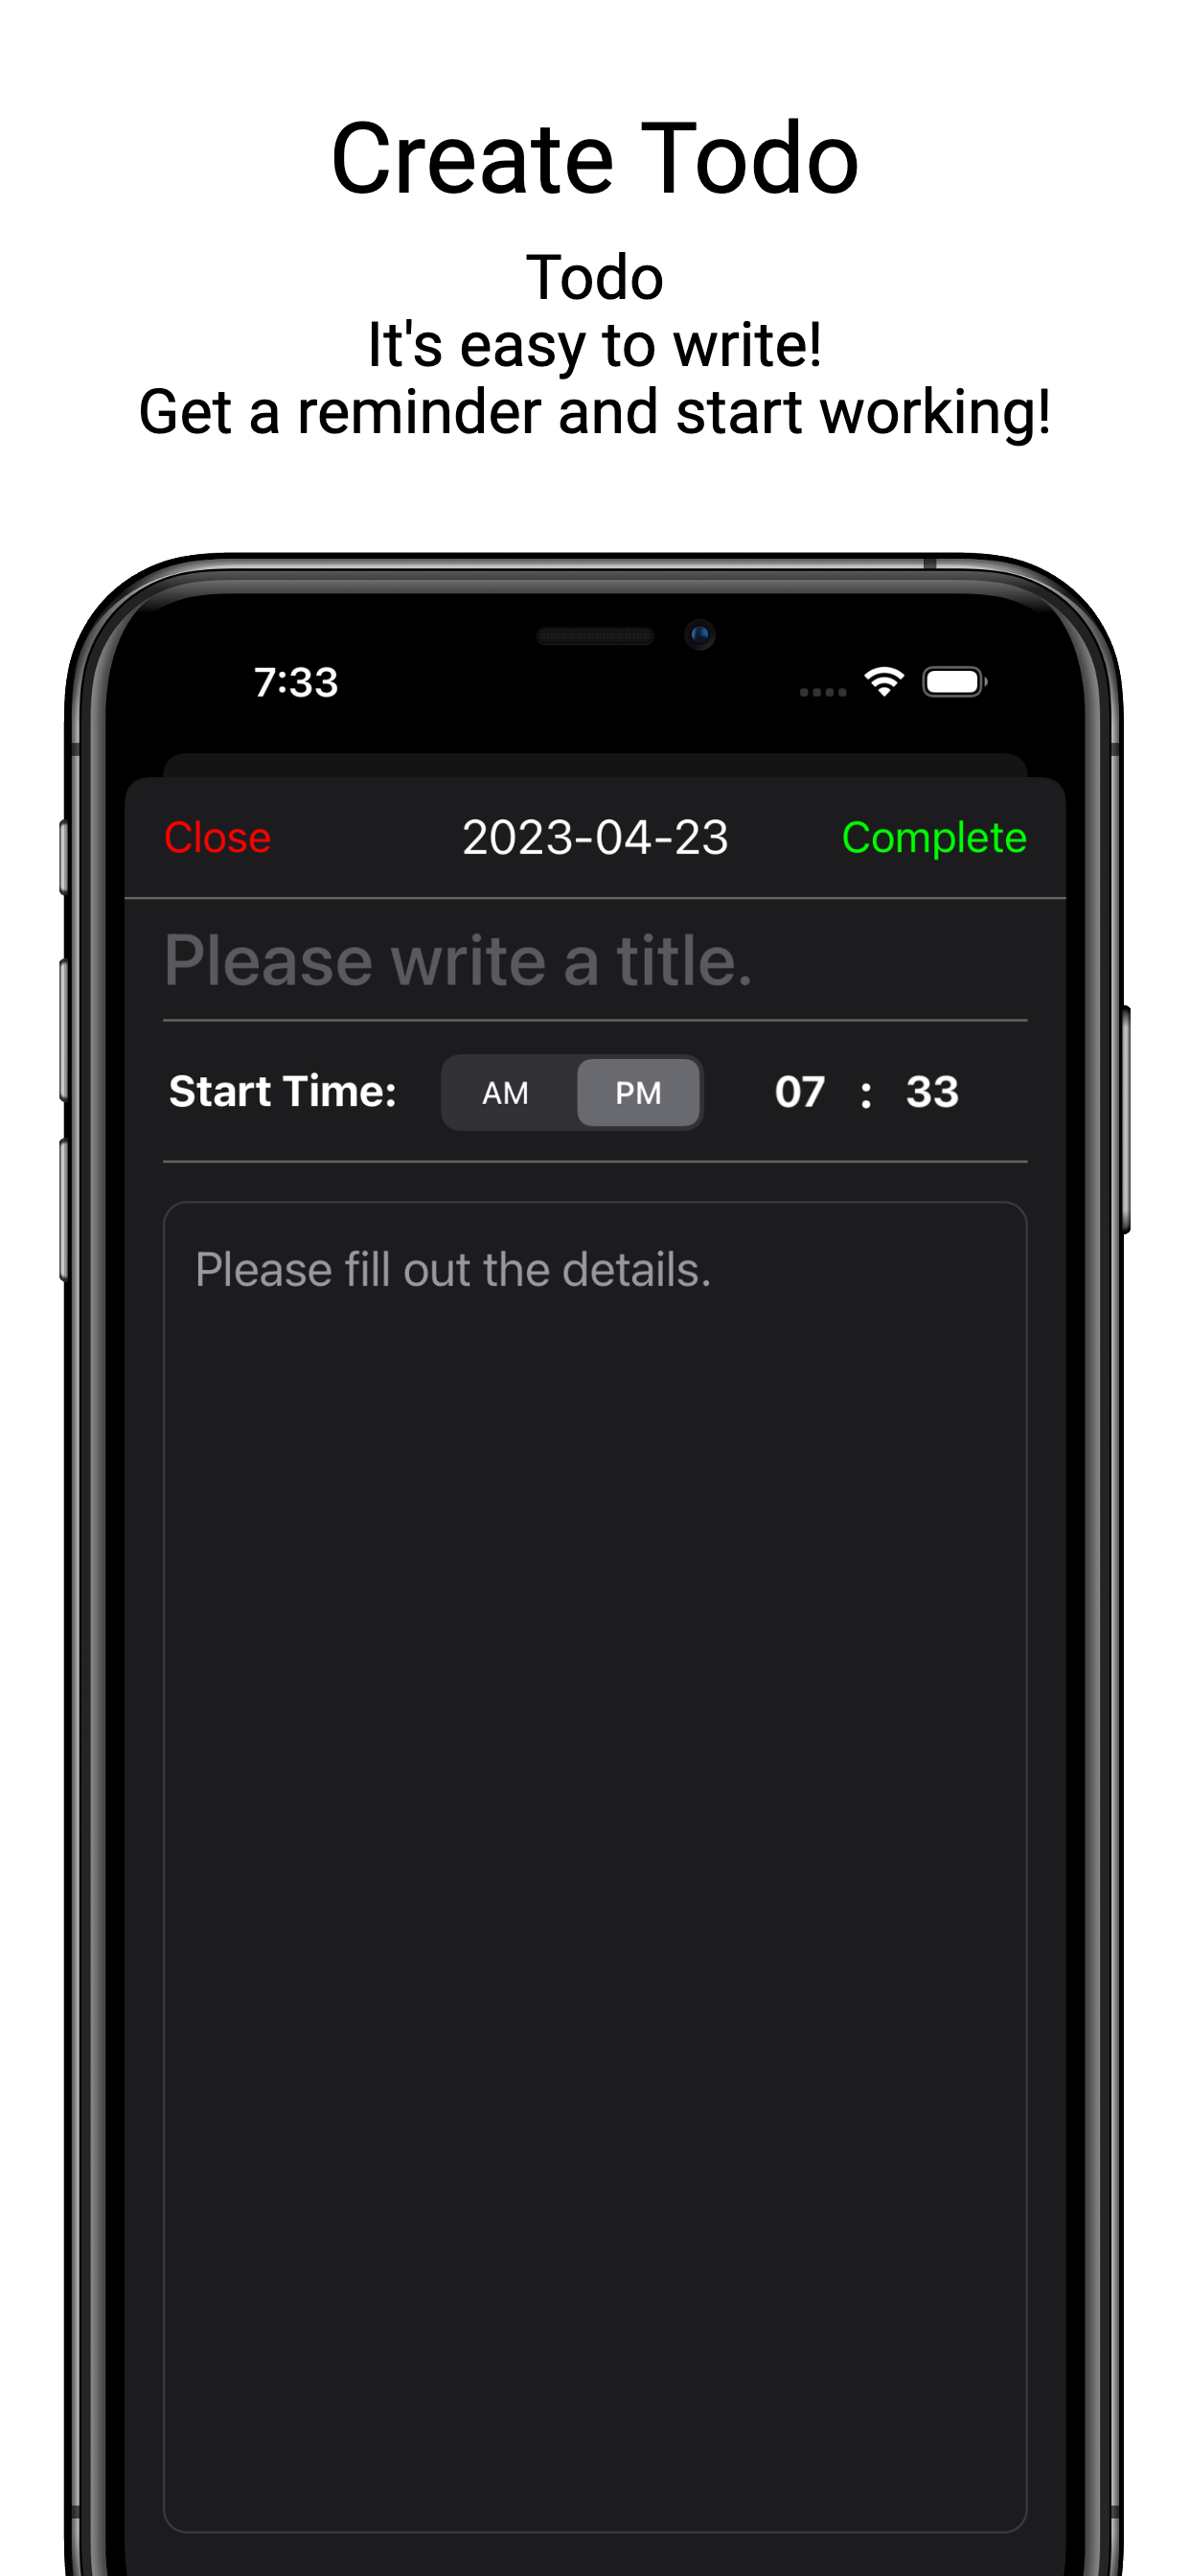 Create Todo
Todo
It's easy to write!
Get a reminder and start working!
7:33
Close 2023-04-23 Complete
Please write a title.
Start Time: AM PM 07 : 33
Please fill out the details.